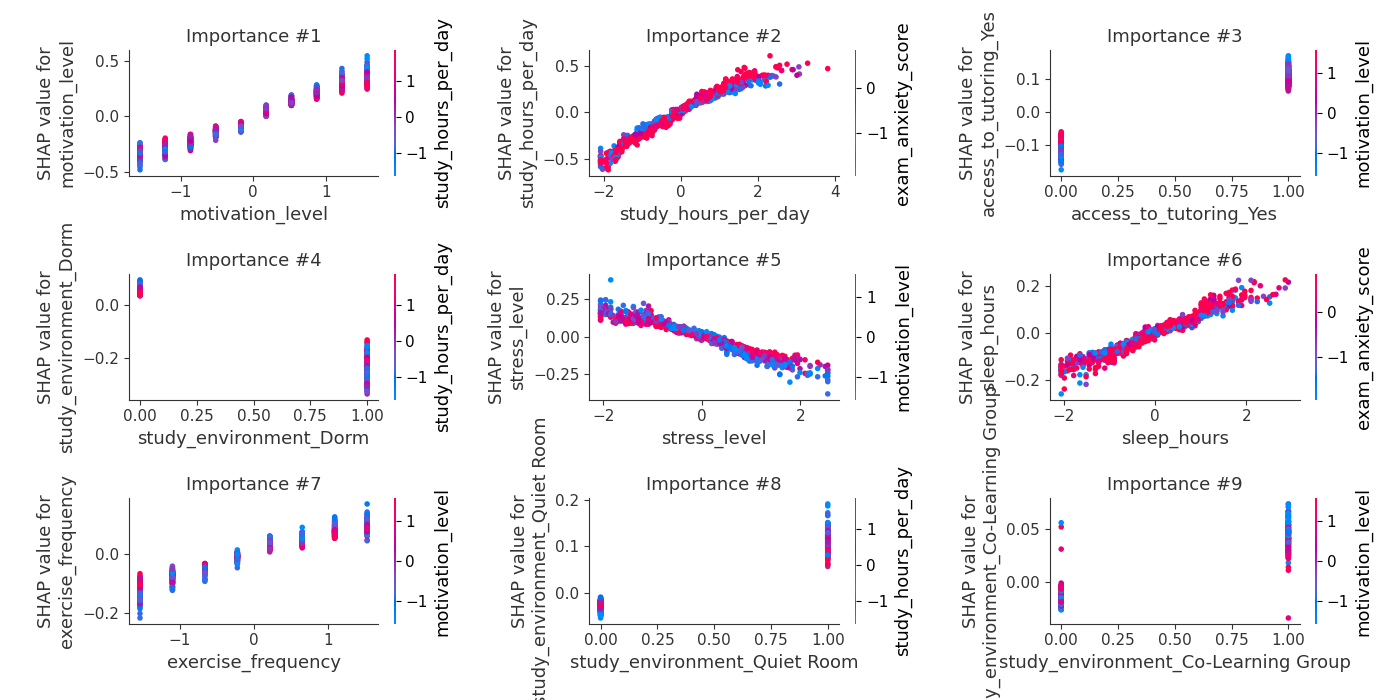 Importance #1
SHAP value for
motivation_level
0.5
0.0
−0.5
−1
0
1
motivation_level
1
0
−1
study_hours_per_day
Importance #2
SHAP value for
study_hours_per_day
0.5
0.0
−0.5
−2
0
2
4
study_hours_per_day
0
−1
exam_anxiety_score
Importance #3
SHAP value for
access_to_tutoring_Yes
0.1
0.0
−0.1
0.00
0.25
0.50
0.75
1.00
access_to_tutoring_Yes
1
0
−1
motivation_level
Importance #4
SHAP value for
study_environment_Dorm
0.0
−0.2
0.00
0.25
0.50
0.75
1.00
study_environment_Dorm
1
0
−1
study_hours_per_day
Importance #5
SHAP value for
stress_level
0.25
0.00
−0.25
−2
0
2
stress_level
1
0
−1
motivation_level
Importance #6
SHAP value for
sleep_hours
0.2
0.0
−0.2
−2
0
2
sleep_hours
0
−1
exam_anxiety_score
Importance #7
SHAP value for
exercise_frequency
0.0
−0.2
−1
0
1
exercise_frequency
1
0
−1
motivation_level
Importance #8
SHAP value for
study_environment_Quiet Room
0.2
0.1
0.0
0.00
0.25
0.50
0.75
1.00
study_environment_Quiet Room
1
0
−1
study_hours_per_day
Importance #9
SHAP value for
y_environment_Co-Learning Group
0.05
0.00
0.00
0.25
0.50
0.75
1.00
study_environment_Co-Learning Group
1
0
−1
motivation_level